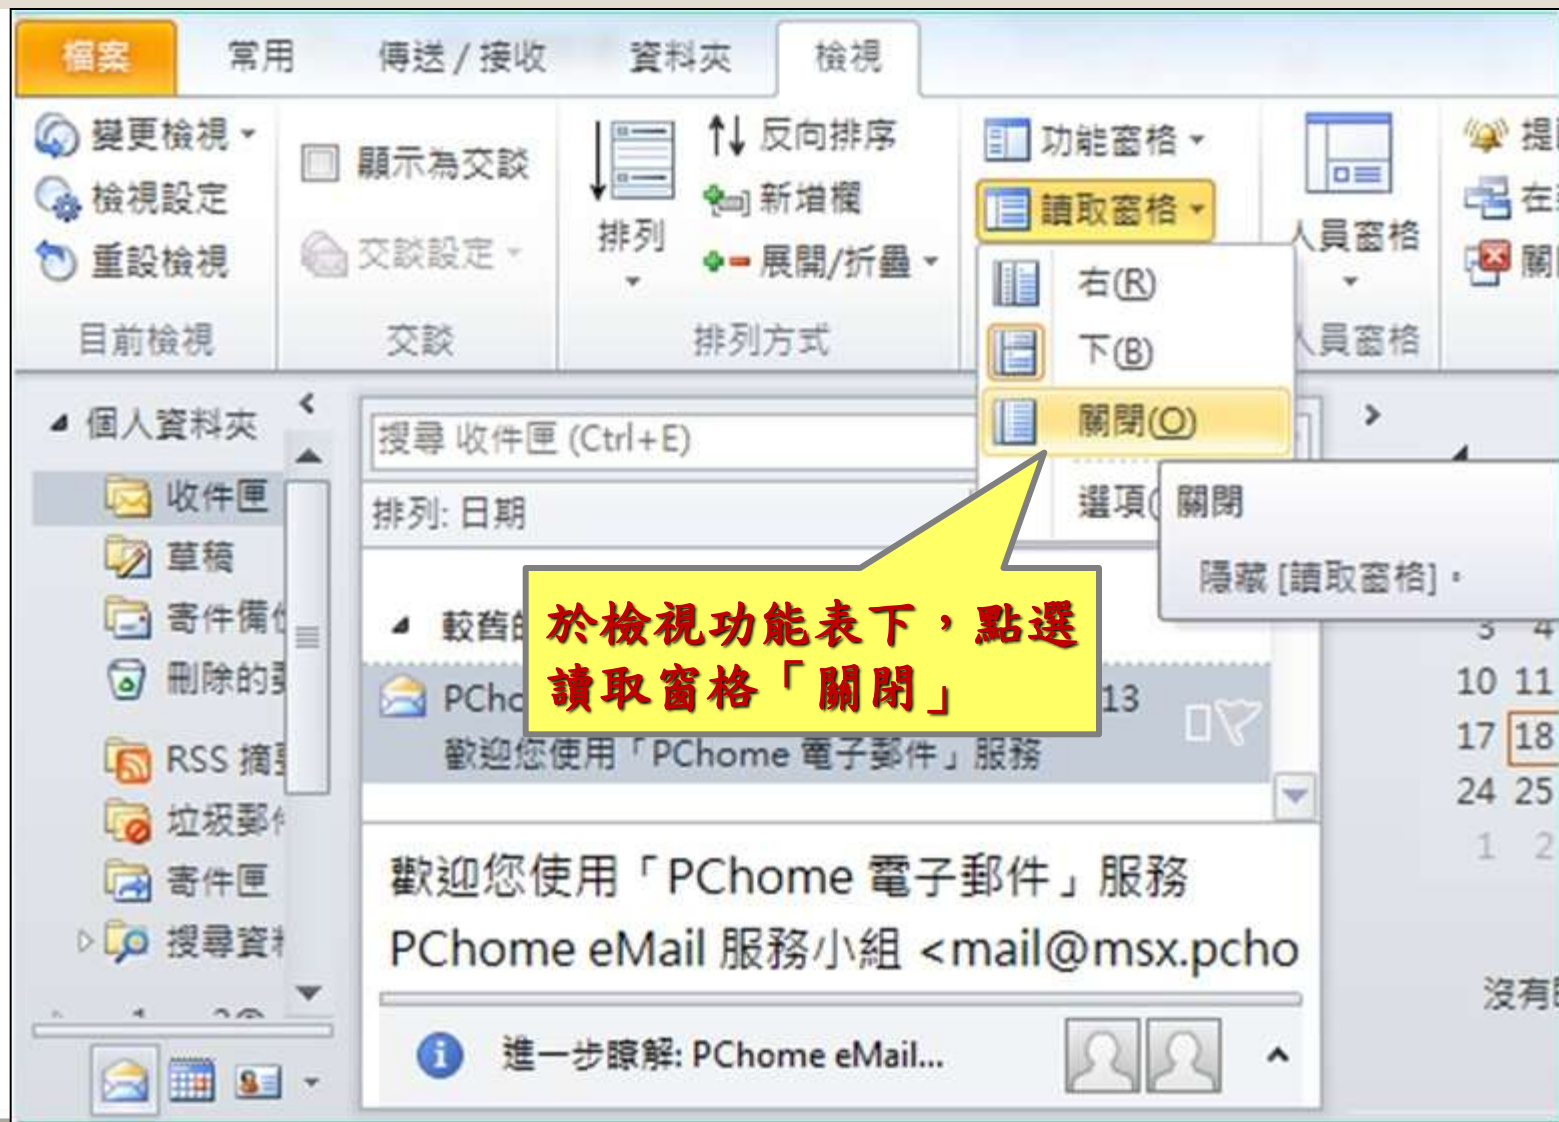 檔案 常用 傳送 / 接收 資料夾 檢視
變更檢視
檢視設定
重設檢視
目前檢視
顯示為交談
交談設定
交談
排列
反向排序
新增欄
展開/折疊
排列方式
功能窗格
讀取窗格
人員窗格
人員窗格
提
在
關
右(R)
下(B)
關閉(O)
選項(
關閉
隱藏 [讀取窗格]。
個人資料夾
收件匣
草稿
寄件備
刪除的
RSS 摘
垃圾郵
寄件匣
搜尋資
搜尋 收件匣 (Ctrl+E)
排列: 日期
較舊
於檢視功能表下，點選
讀取窗格「關閉」
PCho 13
歡迎您使用「PChome 電子郵件」服務
歡迎您使用「PChome 電子郵件」服務
PChome eMail 服務小組 <mail@msx.pcho
進一步瞭解: PChome eMail...
3 4
10 11
17 18
24 25
1 2
沒有